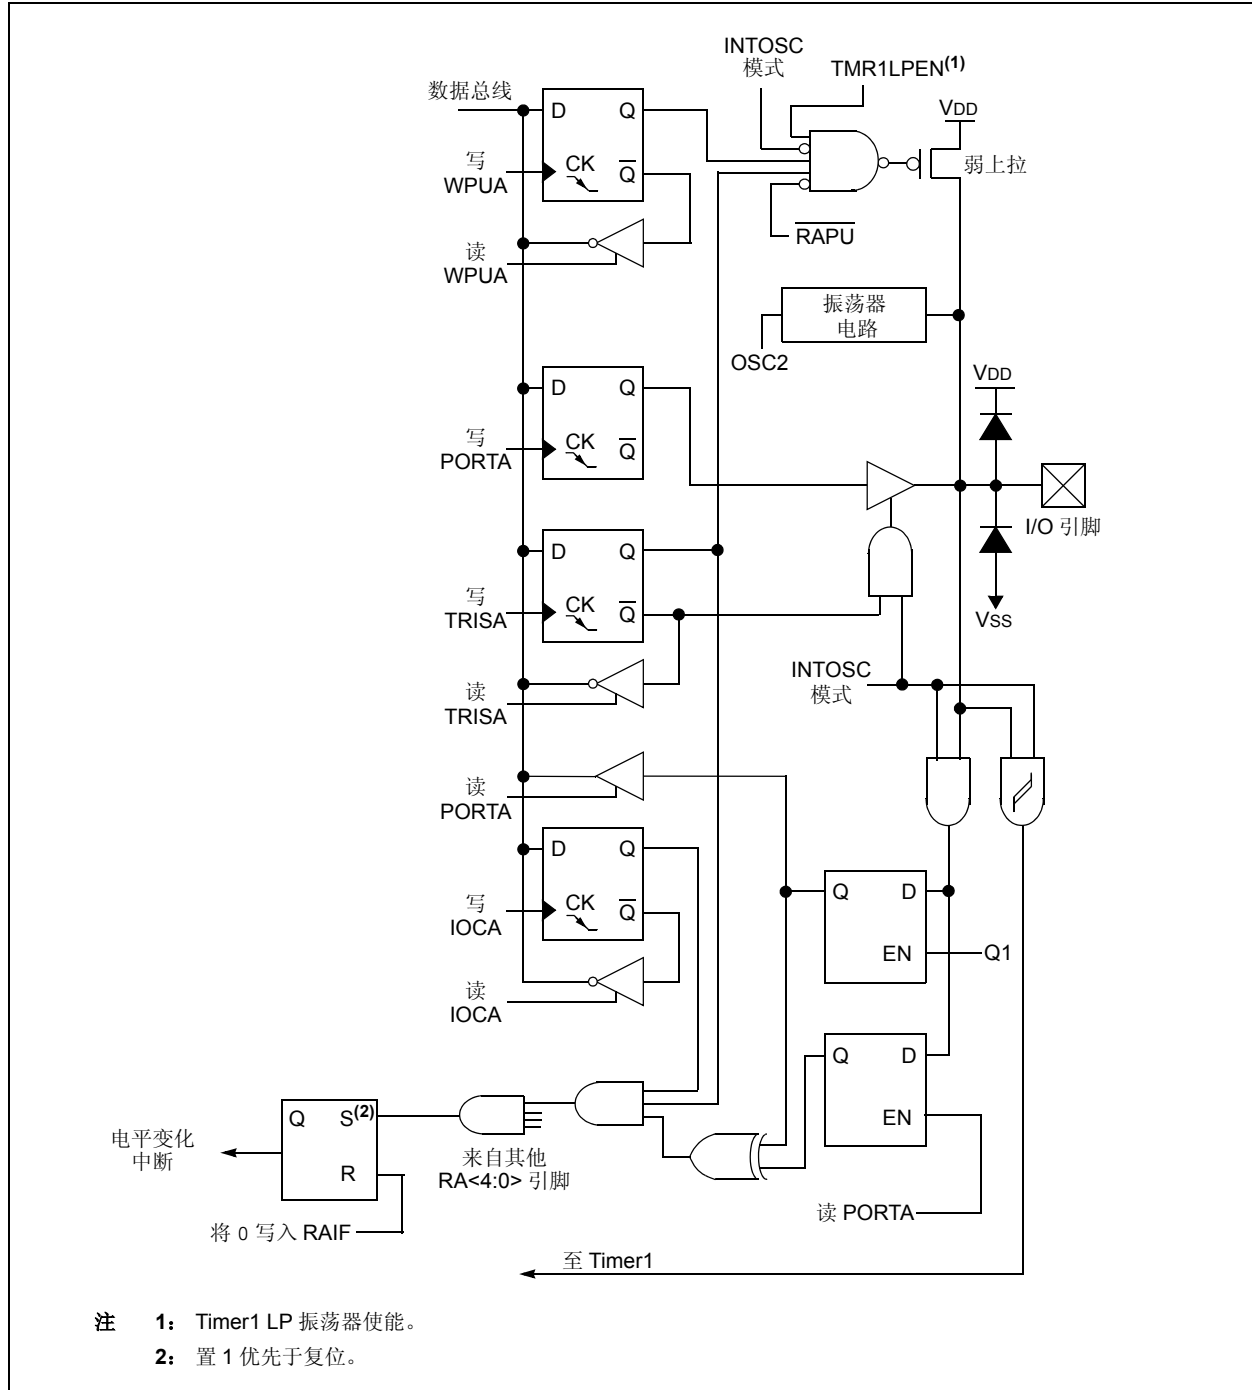 INTOSC
模式
TMR1LPEN(1)
数据总线
D Q
VDD
写
WPUA
CK Q
弱上拉
RAPU
读
WPUA
振荡器
电路
OSC2
D Q
VDD
写
PORTA
CK Q
I/O 引脚
D Q
写
TRISA
CK Q
VSS
INTOSC
模式
读
TRISA
读
PORTA
D Q
写
IOCA
CK Q
Q D
EN
Q1
读
IOCA
Q D
EN
Q S(2)
R
电平变化
中断
来自其他
RA<4:0> 引脚
读 PORTA
将 0 写入 RAIF
至 Timer1
注 1： Timer1 LP 振荡器使能。
2： 置 1 优先于复位。